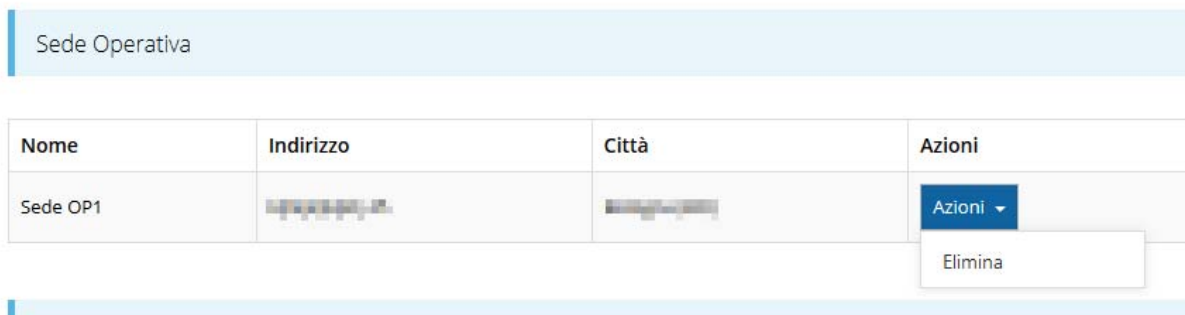 Sede Operativa
Nome Indirizzo Città Azioni
Sede OP1 Azioni
Elimina